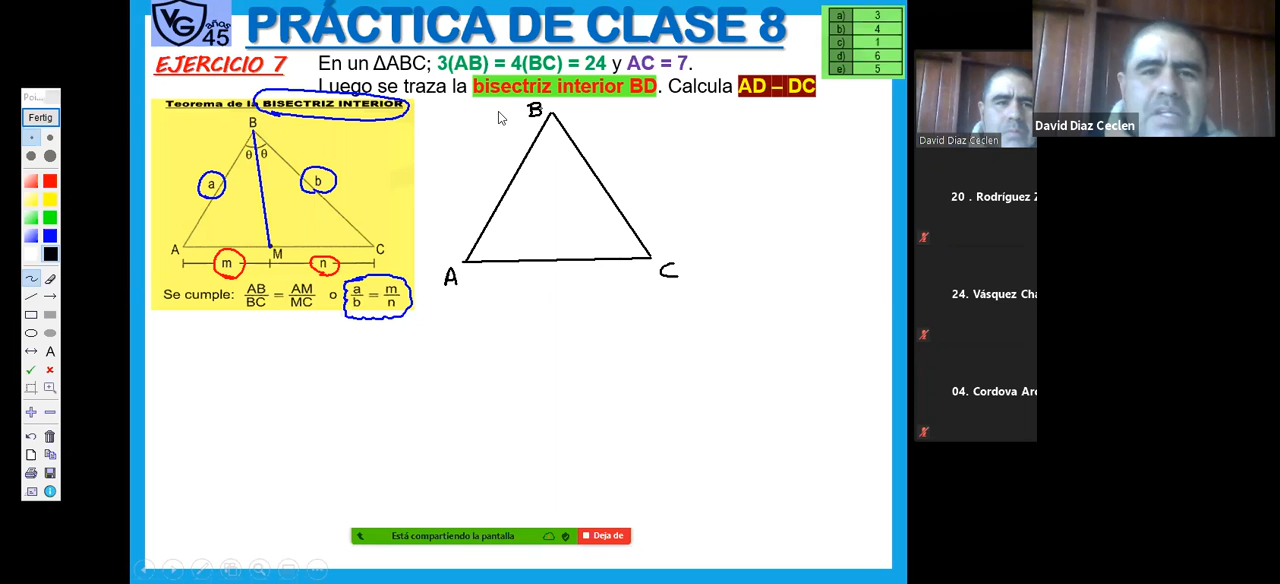 VG años 45
PRÁCTICA DE CLASE 8
a) 3
b) 4
c) 1
d) 6
e) 5
EJERCICIO 7
En un ΔABC; 3(AB) = 4(BC) = 24 y AC = 7.
Luego se traza la bisectriz interior BD. Calcula AD – DC
Teorema de la BISECTRIZ INTERIOR
B
θ θ
a b
A M C
m n
Se cumple: AB/BC = AM/MC o a/b = m/n
B
A C
Fertig
A
Está compartiendo la pantalla
Deja de
David Diaz Ceclen
David Diaz Ceclen
20 . Rodríguez
24. Vásquez
04. Cordova